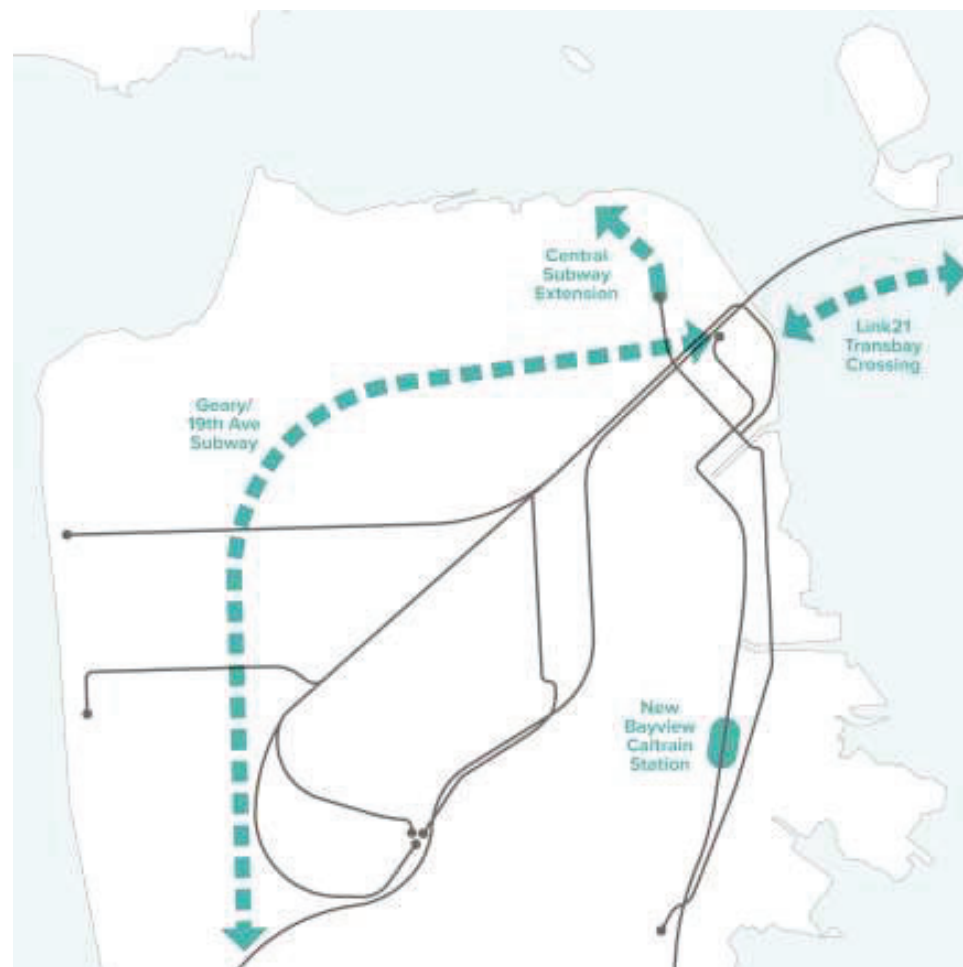 Central
Subway
Extension
Link21
Transbay
Crossing
Geary/
19th Ave
Subway
New
Bayview
Caltrain
Station